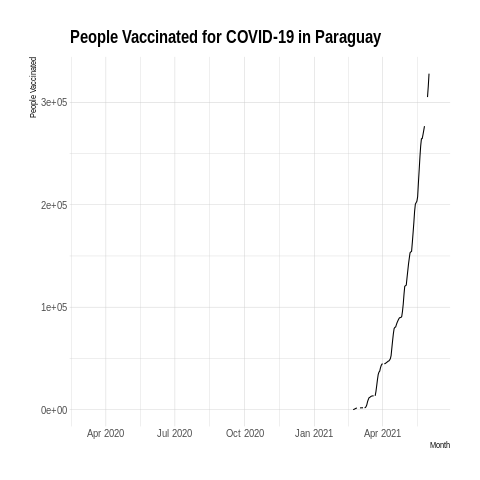 People Vaccinated for COVID-19 in Paraguay
People Vaccinated
3e+05
2e+05
1e+05
0e+00
Apr 2020 Jul 2020 Oct 2020 Jan 2021 Apr 2021
Month